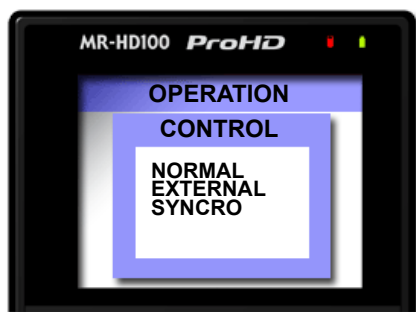 MR-HD100 ProHD
OPERATION
CONTROL
NORMAL
EXTERNAL
SYNCRO